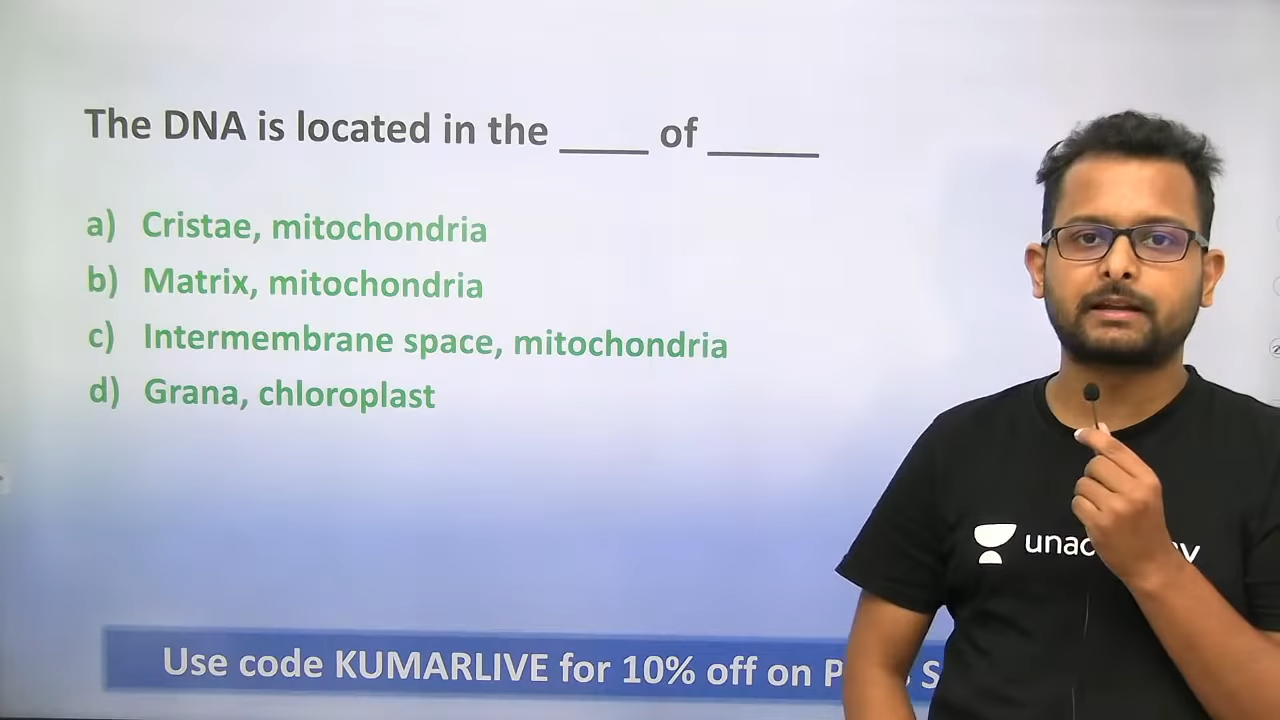 The DNA is located in the ____ of _____
a) Cristae, mitochondria
b) Matrix, mitochondria
c) Intermembrane space, mitochondria
d) Grana, chloroplast
Use code KUMARLIVE for 10% off on